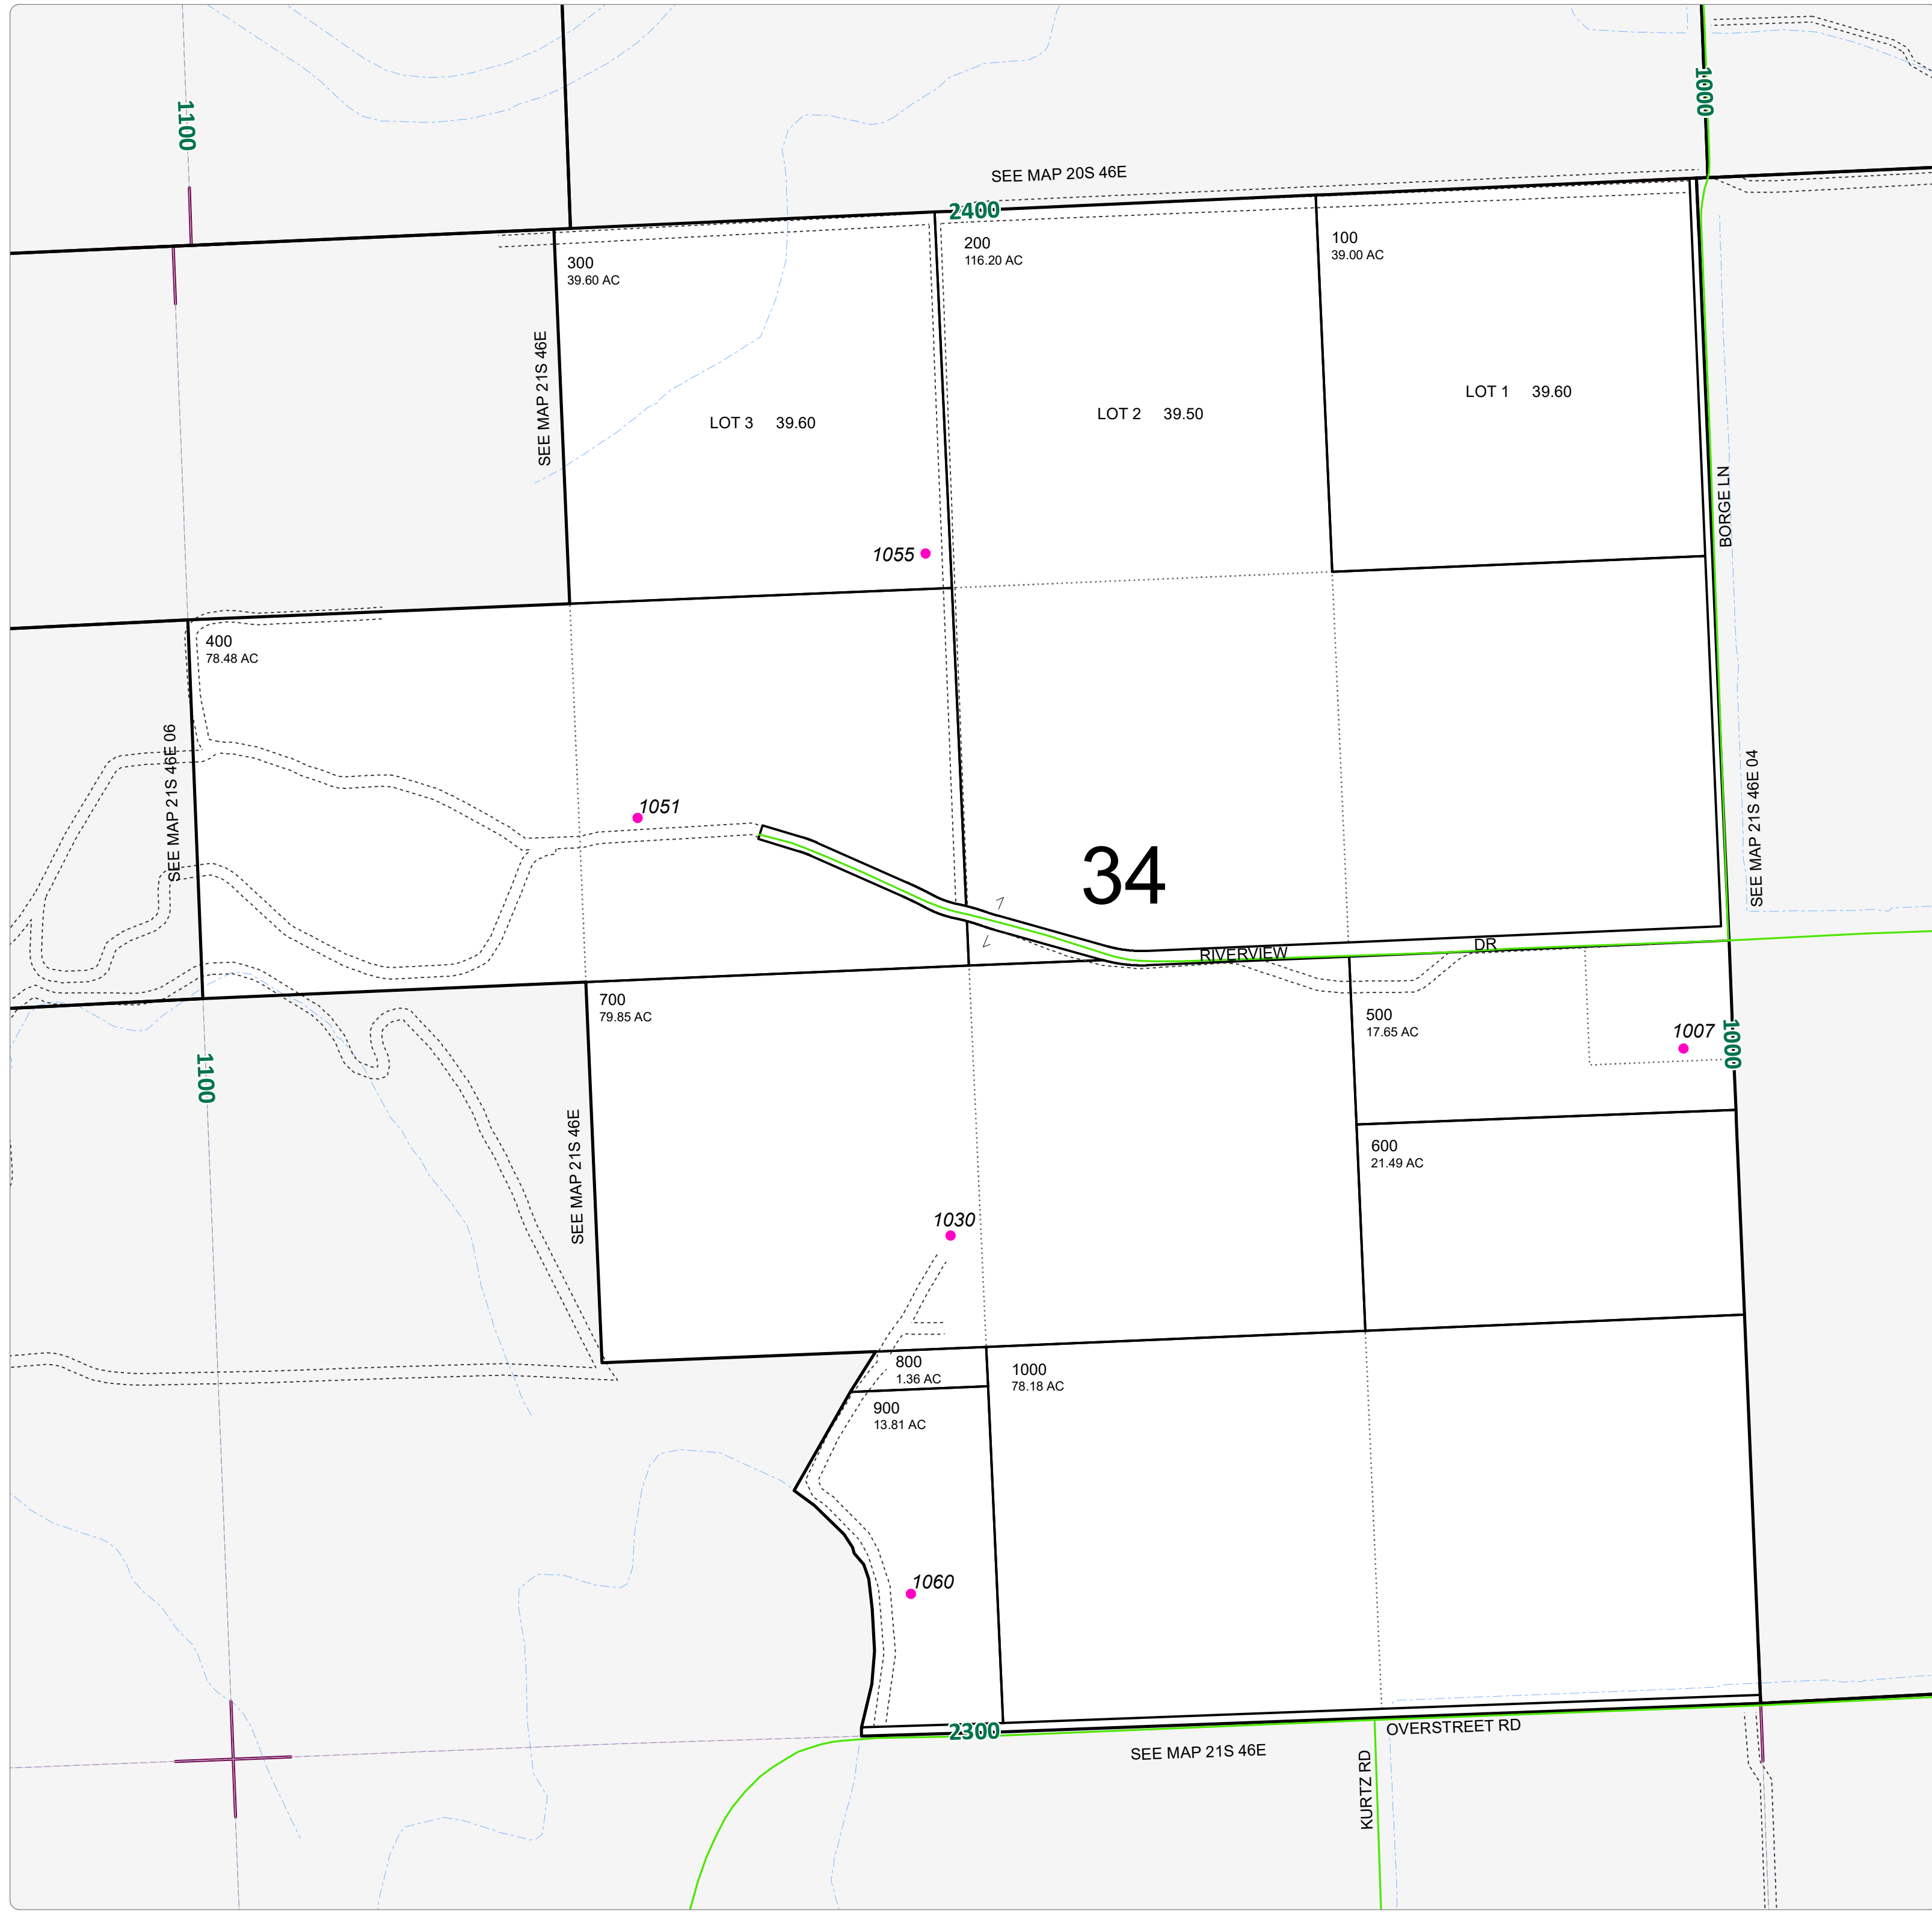 1100
1000
SEE MAP 20S 46E
2400
300
39.60 AC
200
116.20 AC
100
39.00 AC
SEE MAP 21S 46E
LOT 3 39.60
LOT 2 39.50
LOT 1 39.60
BORGE LN
1055
400
78.48 AC
SEE MAP 21S 46E 06
1051
34
SEE MAP 21S 46E 04
RIVERVIEW DR
700
79.85 AC
500
17.65 AC
1007
1000
1100
SEE MAP 21S 46E
600
21.49 AC
1030
800
1.36 AC
1000
78.18 AC
900
13.81 AC
1060
2300
OVERSTREET RD
SEE MAP 21S 46E
KURTZ RD